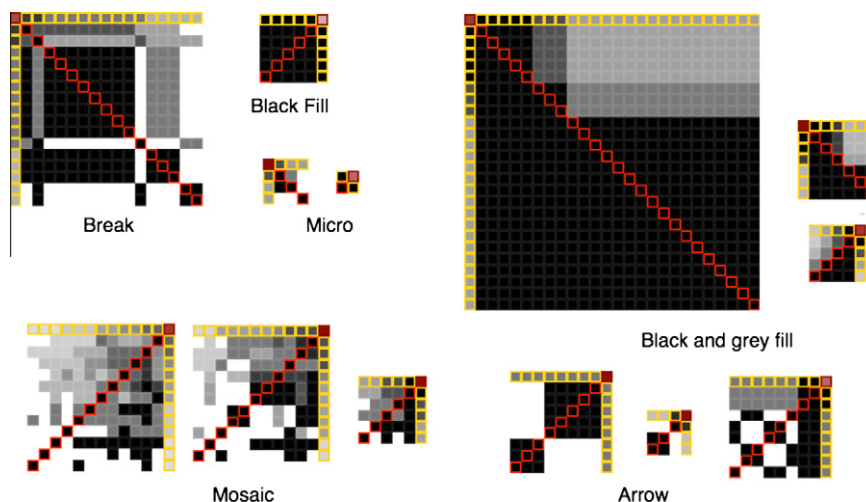 Black Fill
Break
Micro
Black and grey fill
Mosaic
Arrow